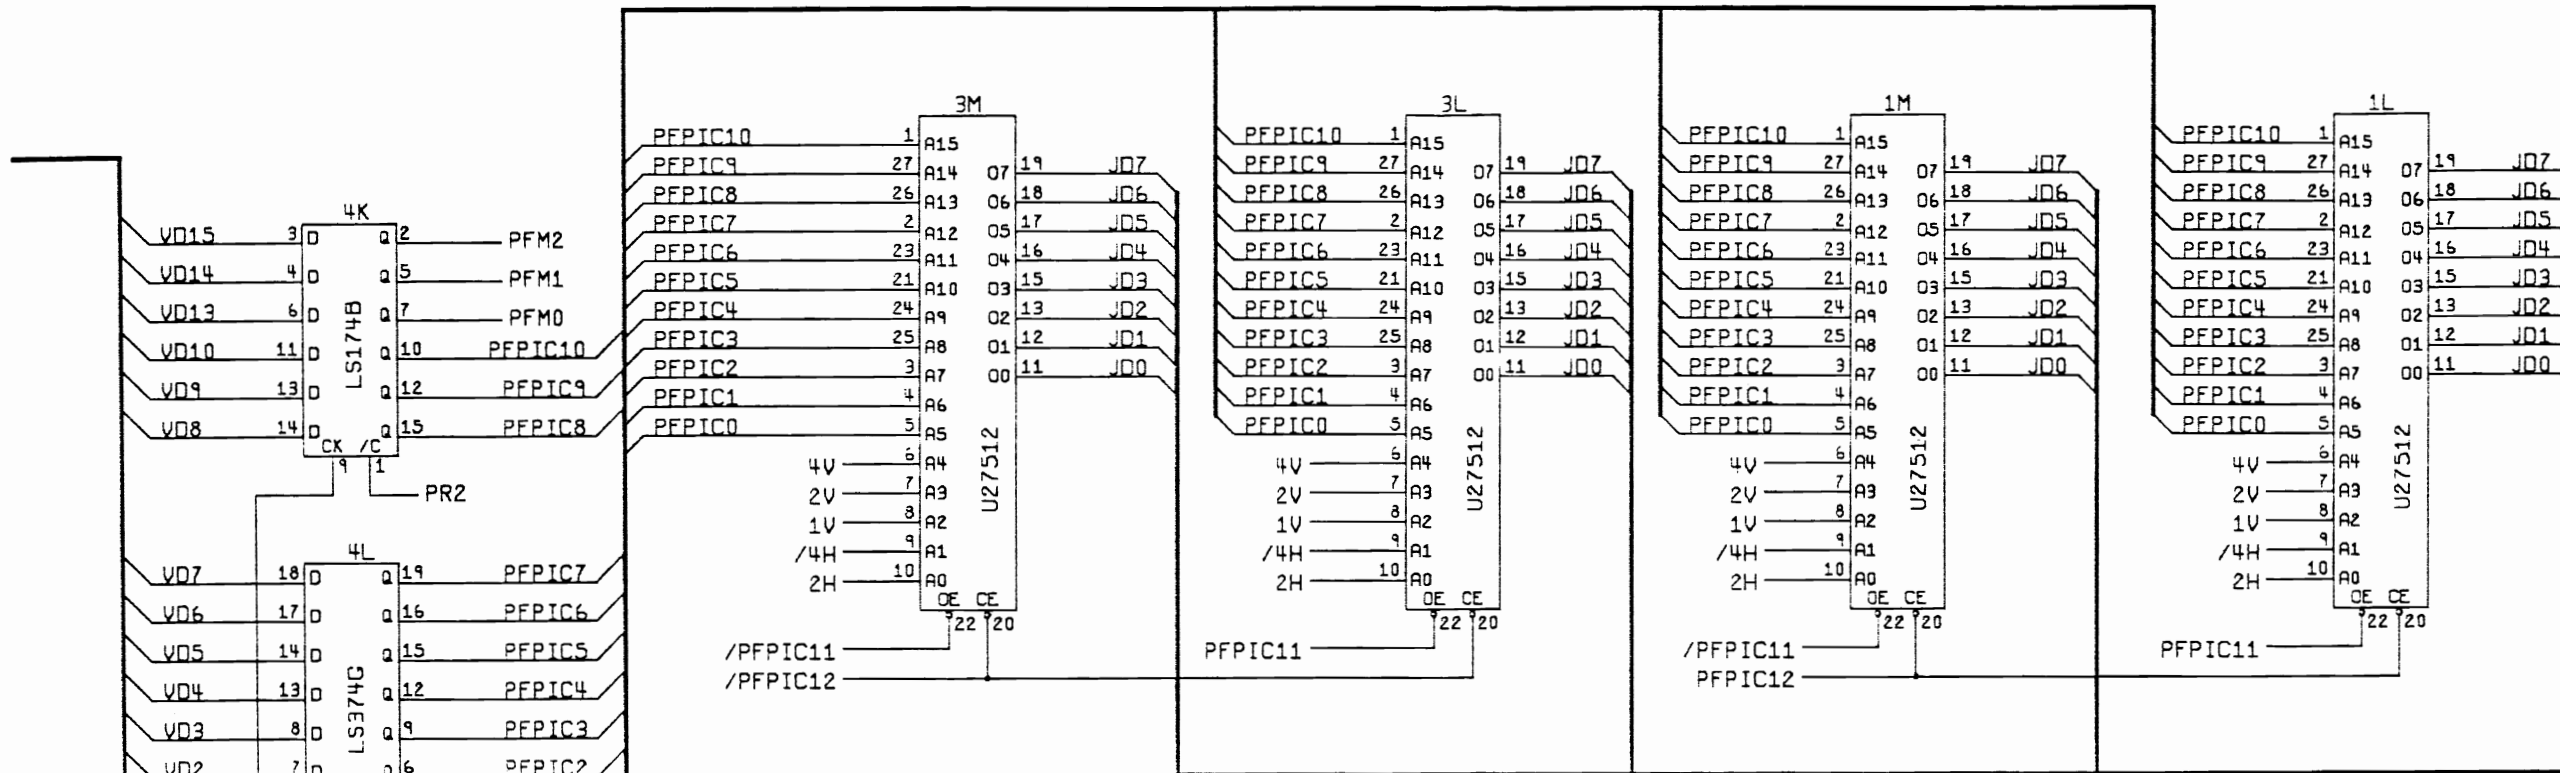 4K
VD15 3 D Q 2 PFM2
VD14 4 D Q 5 PFM1
VD13 6 D Q 7 PFM0
VD10 11 D Q 10 PFPIC10
VD9 13 D Q 12 PFPIC9
VD8 14 D Q 15 PFPIC8
LS174B
CK /C
9 1
PR2
4L
VD7 18 D Q 19 PFPIC7
VD6 17 D Q 16 PFPIC6
VD5 14 D Q 15 PFPIC5
VD4 13 D Q 12 PFPIC4
VD3 8 D Q 9 PFPIC3
VD2 7 D Q 6 PFPIC2
LS374G
3M
PFPIC10 1 A15
PFPIC9 27 A14 O7 19 JD7
PFPIC8 26 A13 O6 18 JD6
PFPIC7 2 A12 O5 17 JD5
PFPIC6 23 A11 O4 16 JD4
PFPIC5 21 A10 O3 15 JD3
PFPIC4 24 A9 O2 13 JD2
PFPIC3 25 A8 O1 12 JD1
PFPIC2 3 A7 O0 11 JD0
PFPIC1 4 A6
PFPIC0 5 A5
4V 6 A4
2V 7 A3
1V 8 A2
/4H 9 A1
2H 10 A0
U27512
OE CE
22 20
/PFPIC11
/PFPIC12
3L
PFPIC10 1 A15
PFPIC9 27 A14 O7 19 JD7
PFPIC8 26 A13 O6 18 JD6
PFPIC7 2 A12 O5 17 JD5
PFPIC6 23 A11 O4 16 JD4
PFPIC5 21 A10 O3 15 JD3
PFPIC4 24 A9 O2 13 JD2
PFPIC3 25 A8 O1 12 JD1
PFPIC2 3 A7 O0 11 JD0
PFPIC1 4 A6
PFPIC0 5 A5
4V 6 A4
2V 7 A3
1V 8 A2
/4H 9 A1
2H 10 A0
U27512
OE CE
22 20
PFPIC11
1M
PFPIC10 1 A15
PFPIC9 27 A14 O7 19 JD7
PFPIC8 26 A13 O6 18 JD6
PFPIC7 2 A12 O5 17 JD5
PFPIC6 23 A11 O4 16 JD4
PFPIC5 21 A10 O3 15 JD3
PFPIC4 24 A9 O2 13 JD2
PFPIC3 25 A8 O1 12 JD1
PFPIC2 3 A7 O0 11 JD0
PFPIC1 4 A6
PFPIC0 5 A5
4V 6 A4
2V 7 A3
1V 8 A2
/4H 9 A1
2H 10 A0
U27512
OE CE
22 20
/PFPIC11
PFPIC12
1L
PFPIC10 1 A15
PFPIC9 27 A14 O7 19 JD7
PFPIC8 26 A13 O6 18 JD6
PFPIC7 2 A12 O5 17 JD5
PFPIC6 23 A11 O4 16 JD4
PFPIC5 21 A10 O3 15 JD3
PFPIC4 24 A9 O2 13 JD2
PFPIC3 25 A8 O1 12 JD1
PFPIC2 3 A7 O0 11 JD0
PFPIC1 4 A6
PFPIC0 5 A5
4V 6 A4
2V 7 A3
1V 8 A2
/4H 9 A1
2H 10 A0
U27512
OE CE
22 20
PFPIC11